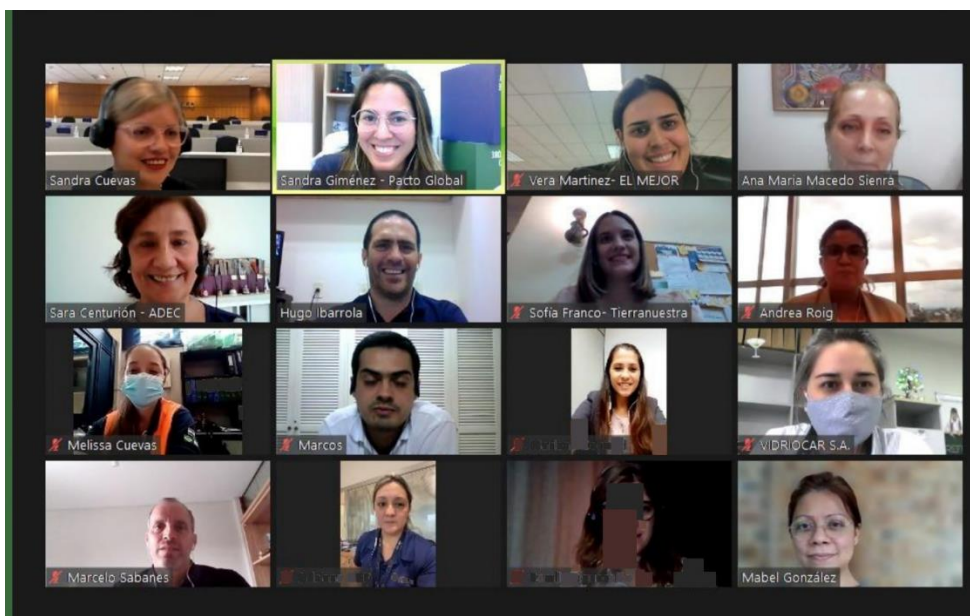 Sandra Cuevas
Sandra Giménez - Pacto Global
Vera Martinez- EL MEJOR
Ana Maria Macedo Sienra
Sara Centurión - ADEC
Hugo Ibarrola
Sofía Franco- Tierranuestra
Andrea Roig
Melissa Cuevas
Marcos
VIDRIOCAR S.A.
Marcelo Sabanes
Mabel González